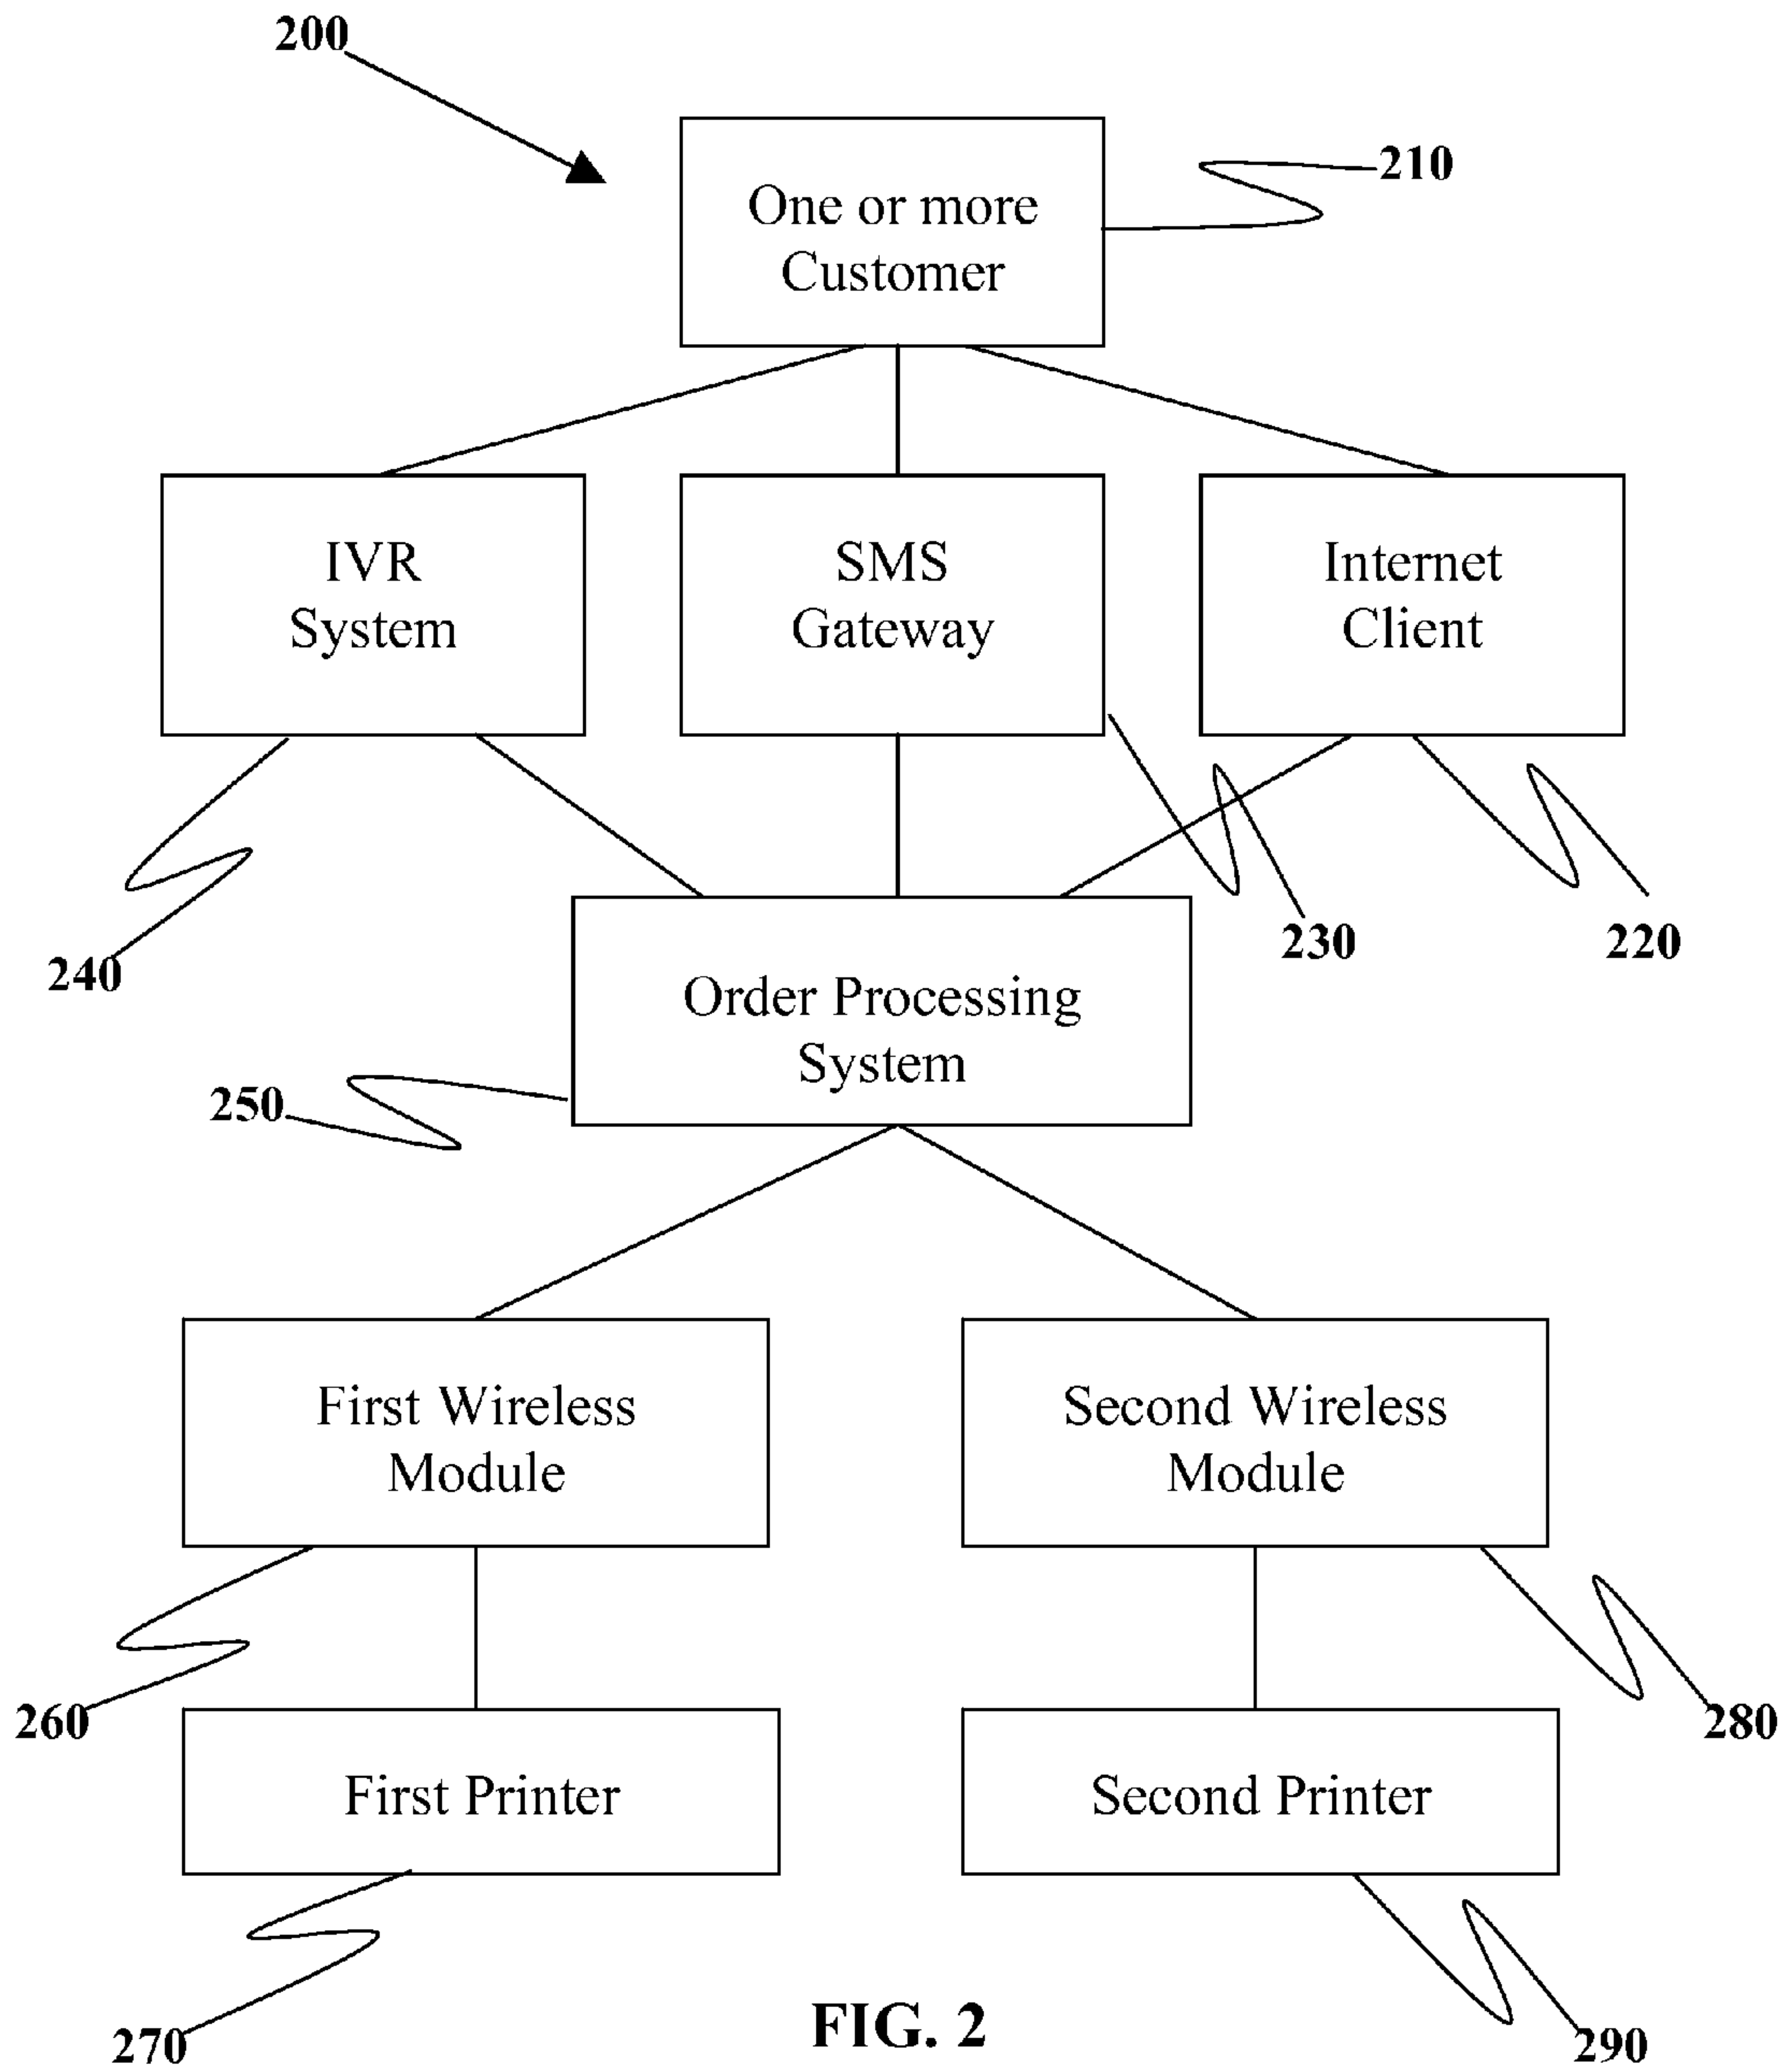 200
210
One or more
Customer
IVR
System
SMS
Gateway
Internet
Client
240
230
220
Order Processing
System
250
First Wireless
Module
Second Wireless
Module
260
280
First Printer
Second Printer
270
290
FIG. 2